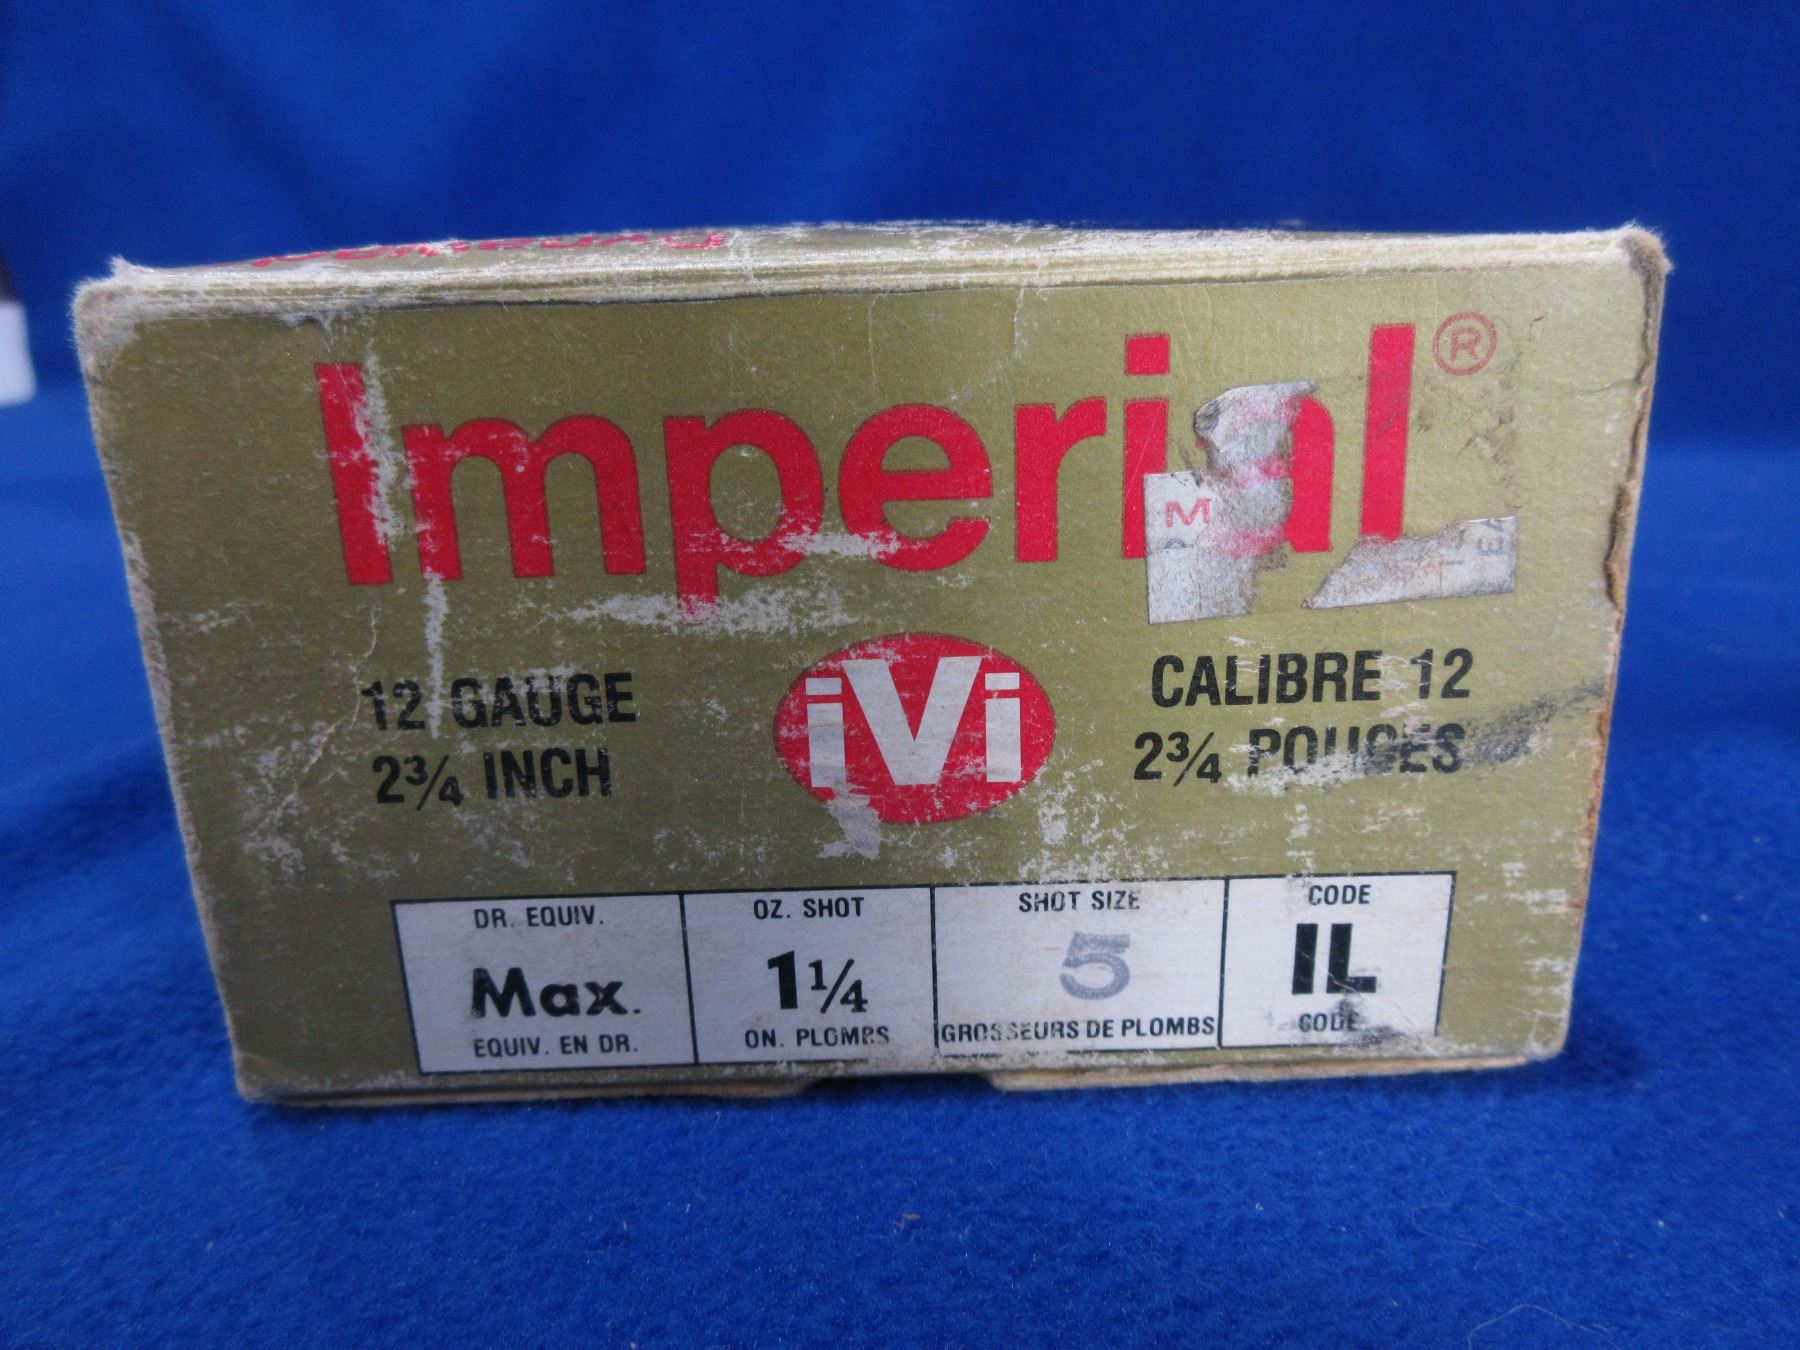 Imperial®
12 GAUGE
2¾ INCH
iVi
CALIBRE 12
2¾ POUCES
DR. EQUIV.
Max.
EQUIV. EN DR.
OZ. SHOT
1¼
ON. PLOMBS
SHOT SIZE
5
GROSSEURS DE PLOMBS
CODE
IL
CODE